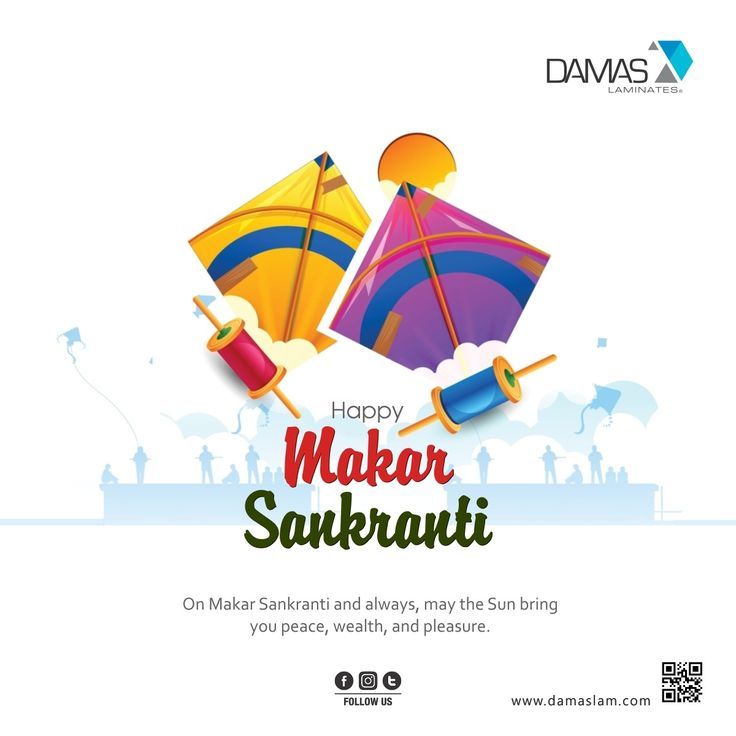 DAMAS
LAMINATES®
Happy
Makar
Sankranti
On Makar Sankranti and always, may the Sun bring
you peace, wealth, and pleasure.
FOLLOW US
www.damaslam.com